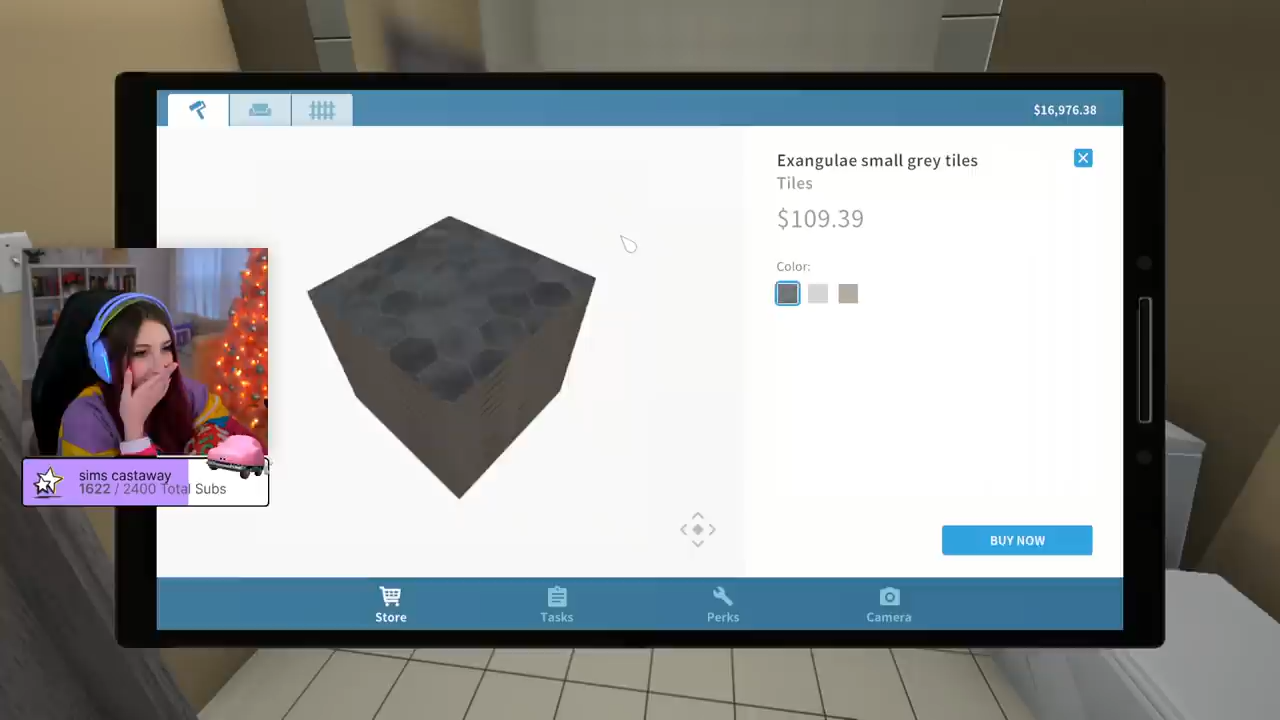 $16,976.38
Exangulae small grey tiles
Tiles
$109.39
Color:
sims castaway
1622 / 2400 Total Subs
BUY NOW
Store
Tasks
Perks
Camera